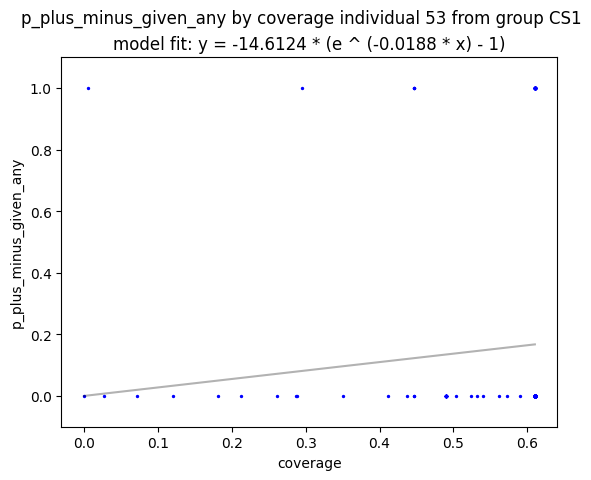 p_plus_minus_given_any by coverage individual 53 from group CS1
model fit: y = -14.6124 * (e ^ (-0.0188 * x) - 1)
1.0
0.8
0.6
0.4
0.2
0.0
p_plus_minus_given_any
0.0 0.1 0.2 0.3 0.4 0.5 0.6
coverage